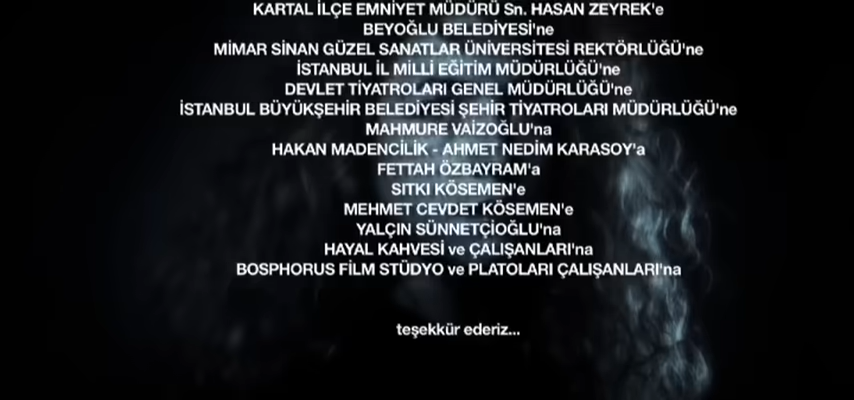 KARTAL İLÇE EMNİYET MÜDÜRÜ Sn. HASAN ZEYREK'e
BEYOĞLU BELEDİYESİ'ne
MİMAR SİNAN GÜZEL SANATLAR ÜNİVERSİTESİ REKTÖRLÜĞÜ'ne
İSTANBUL İL MİLLİ EĞİTİM MÜDÜRLÜĞÜ'ne
DEVLET TİYATROLARI GENEL MÜDÜRLÜĞÜ'ne
İSTANBUL BÜYÜKŞEHİR BELEDİYESİ ŞEHİR TİYATROLARI MÜDÜRLÜĞÜ'ne
MAHMURE VAİZOĞLU'na
HAKAN MADENCİLİK - AHMET NEDİM KARASOY'a
FETTAH ÖZBAYRAM'a
SITKI KÖSEMEN'e
MEHMET CEVDET KÖSEMEN'e
YALÇIN SÜNNETÇİOĞLU'na
HAYAL KAHVESİ ve ÇALIŞANLARI'na
BOSPHORUS FİLM STÜDYO ve PLATOLARI ÇALIŞANLARI'na
teşekkür ederiz...